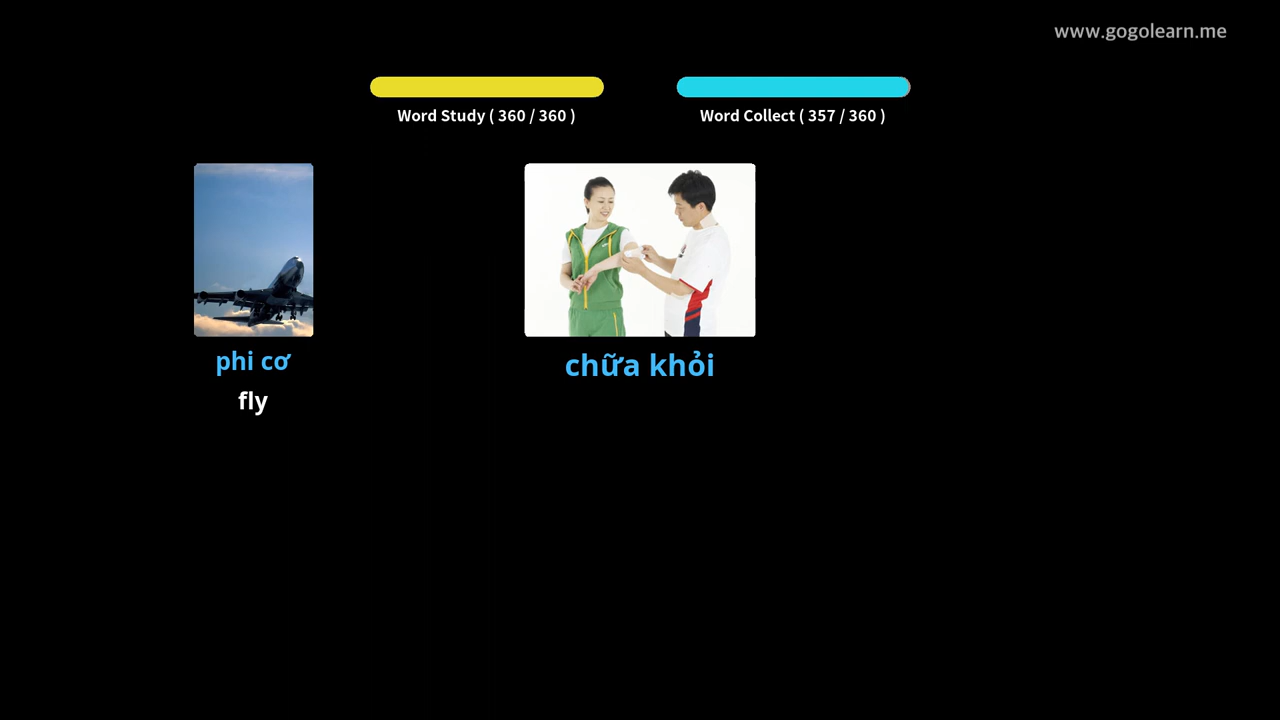 www.gogolearn.me
Word Study ( 360 / 360 )
Word Collect ( 357 / 360 )
phi cơ
fly
chữa khỏi